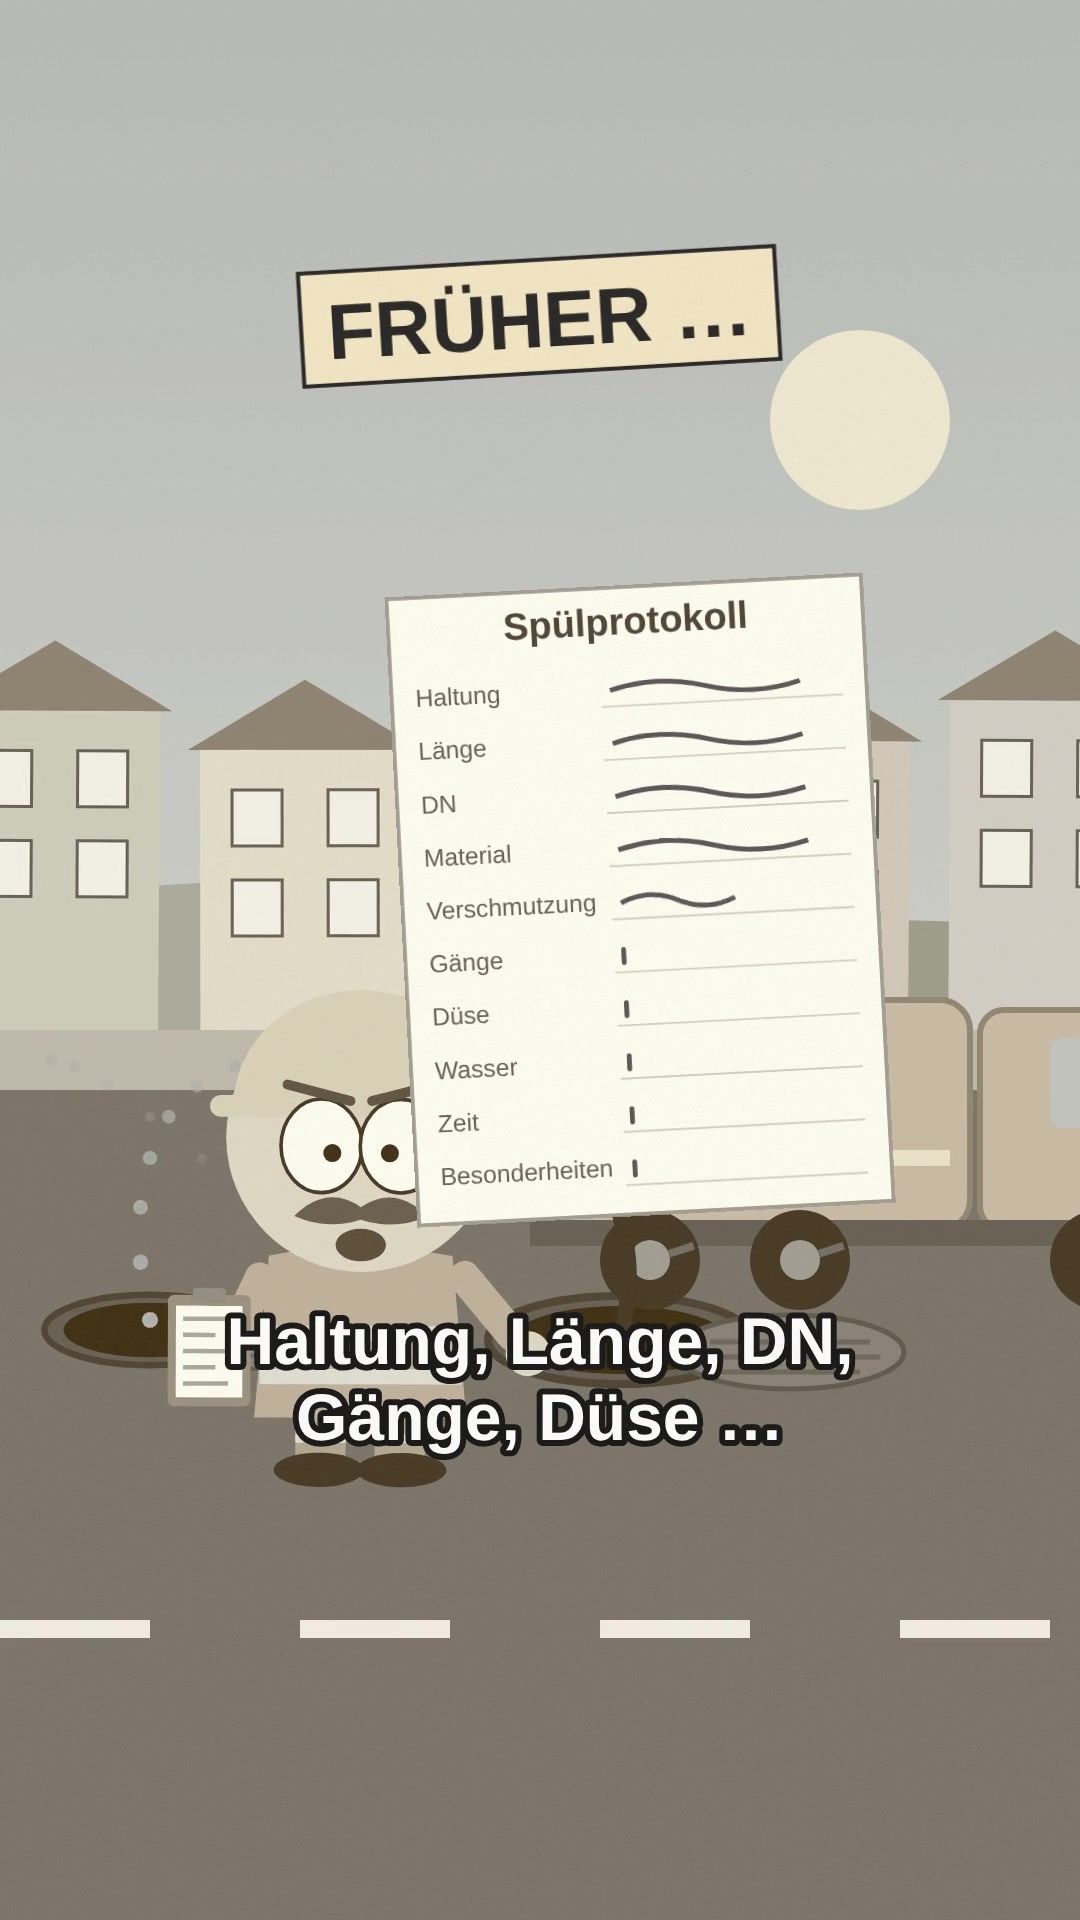 FRÜHER ...
Spülprotokoll
Haltung
Länge
DN
Material
Verschmutzung
Gänge
Düse
Wasser
Zeit
Besonderheiten
Haltung, Länge, DN,
Gänge, Düse ...